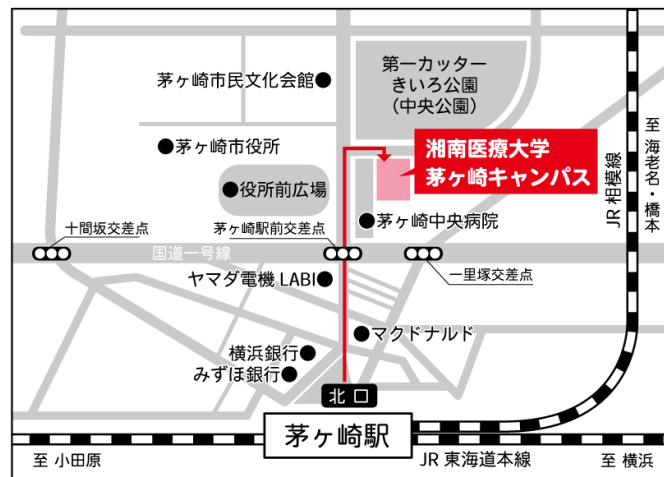 茅ヶ崎市民文化会館
第一カッター
きいろ公園
（中央公園）
至 海老名・橋本
JR 相模線
茅ヶ崎市役所
湘南医療大学
茅ヶ崎キャンパス
役所前広場
茅ヶ崎中央病院
十間坂交差点
茅ヶ崎駅前交差点
国道一号線
一里塚交差点
ヤマダ電機 LABI
マクドナルド
横浜銀行
みずほ銀行
北口
茅ヶ崎駅
至 小田原
JR 東海道本線
至 横浜